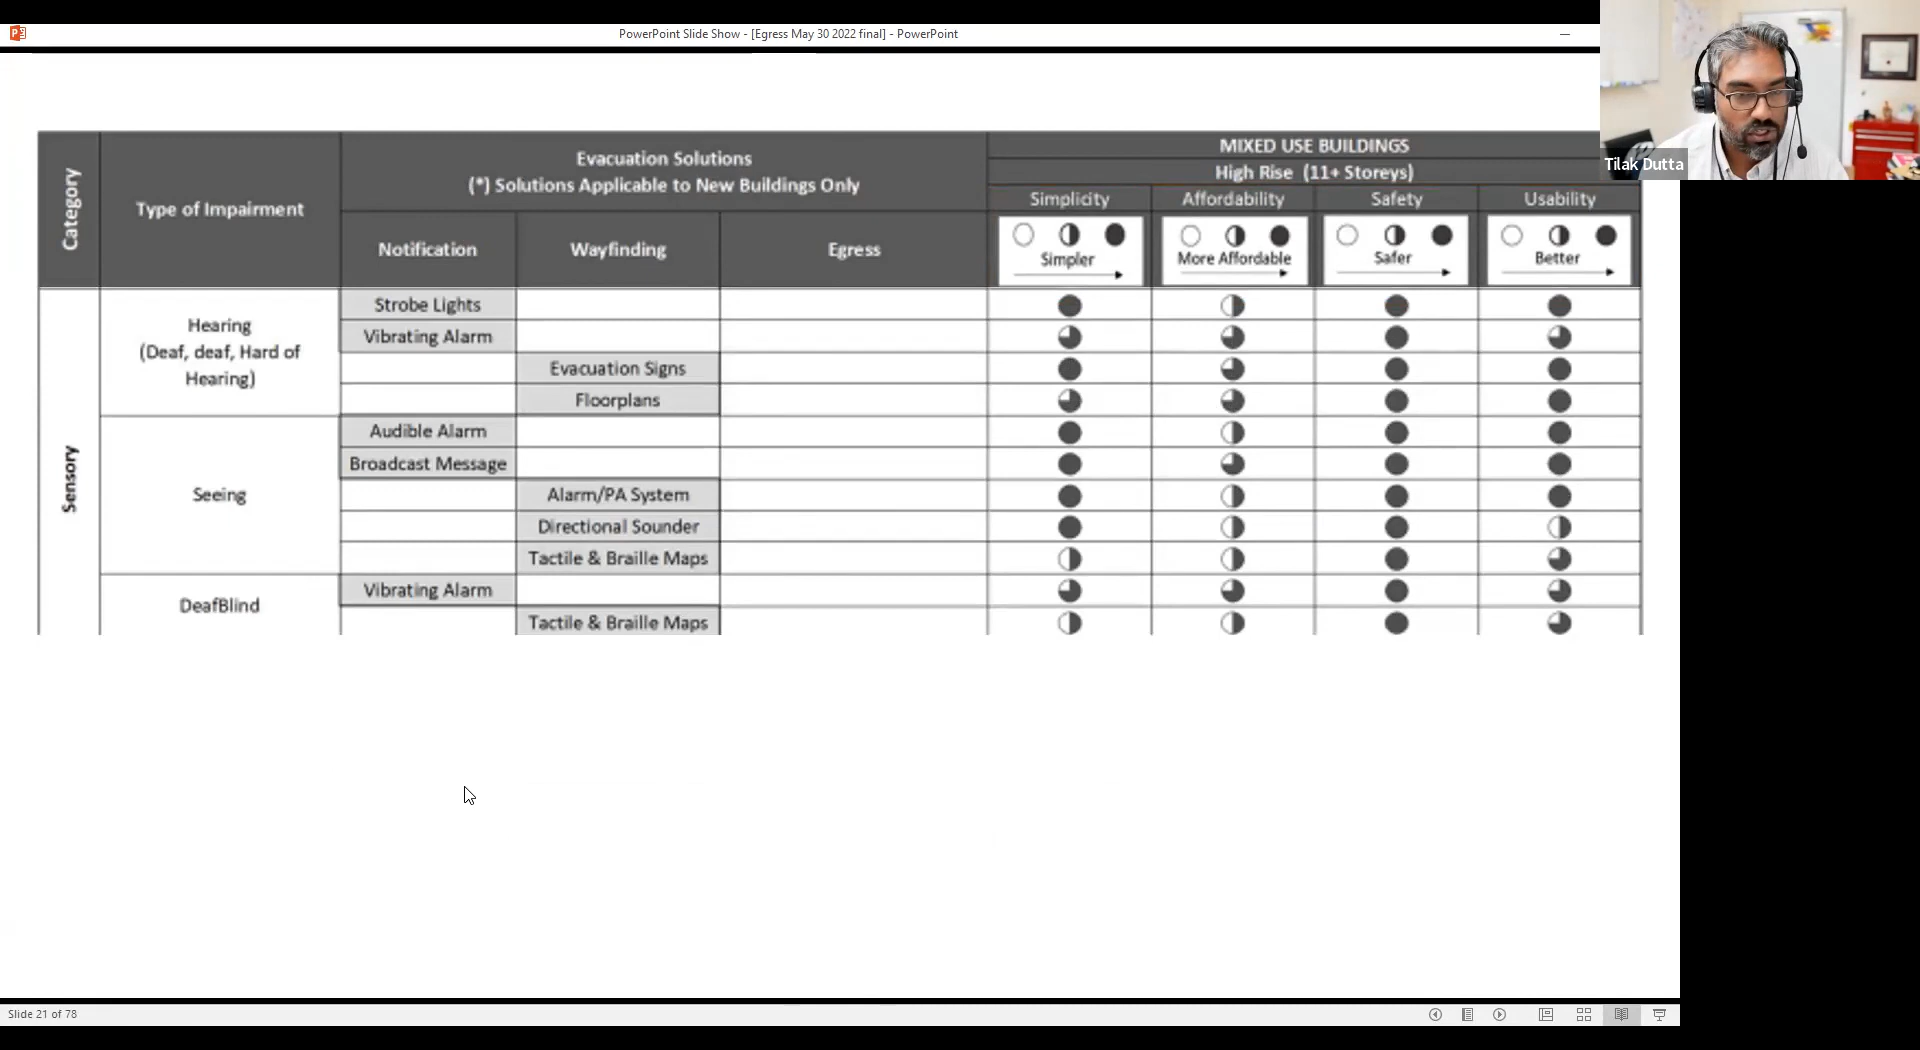 PowerPoint Slide Show - [Egress May 30 2022 final] - PowerPoint
Tilak Dutta
Category
Type of Impairment
Evacuation Solutions
(*) Solutions Applicable to New Buildings Only
MIXED USE BUILDINGS
High Rise (11+ Storeys)
Notification
Wayfinding
Egress
Simplicity
Affordability
Safety
Usability
Simpler
More Affordable
Safer
Better
Sensory
Hearing
(Deaf, deaf, Hard of
Hearing)
Strobe Lights
Vibrating Alarm
Evacuation Signs
Floorplans
Seeing
Audible Alarm
Broadcast Message
Alarm/PA System
Directional Sounder
Tactile & Braille Maps
DeafBlind
Vibrating Alarm
Tactile & Braille Maps
Slide 21 of 78